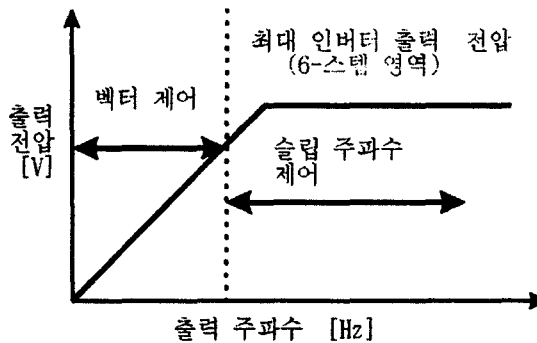 최대 인버터 출력 전압
(6-스텝 영역)
벡터 제어
출력
전압
[V]
슬립 주파수
제어
출력 주파수 [Hz]